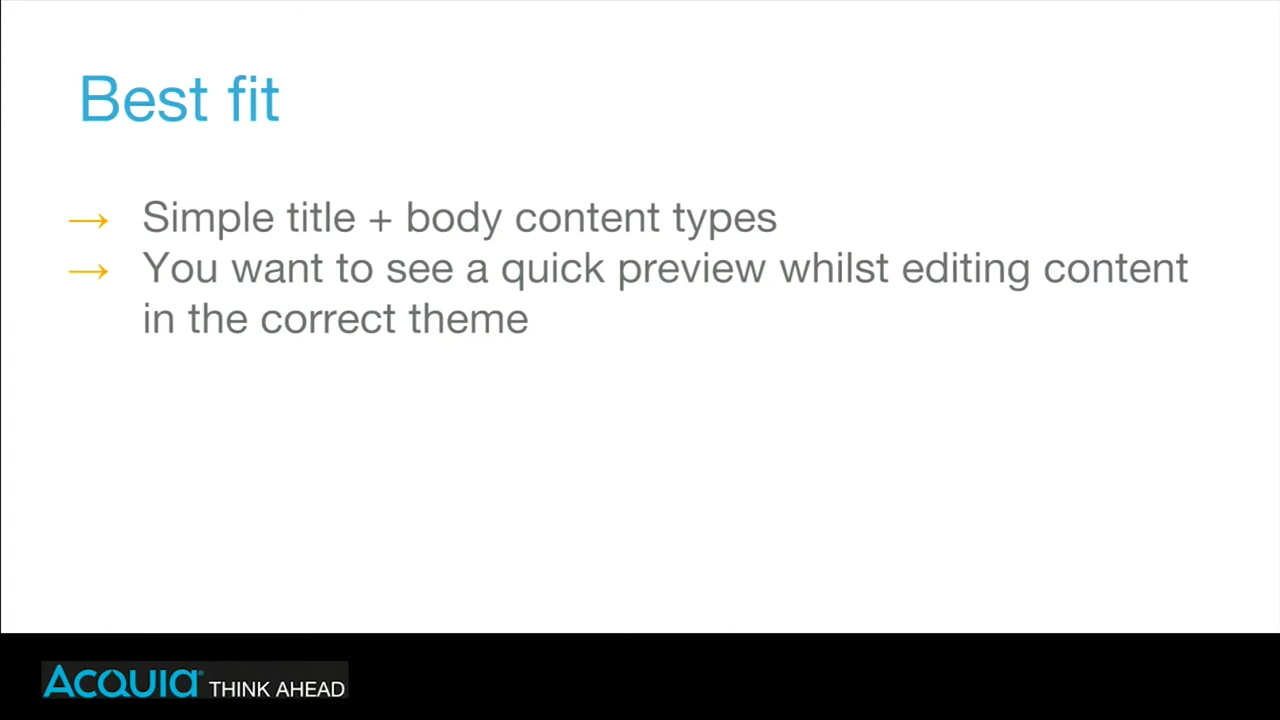 Best fit
→ Simple title + body content types
→ You want to see a quick preview whilst editing content
in the correct theme
ACQUIA® THINK AHEAD